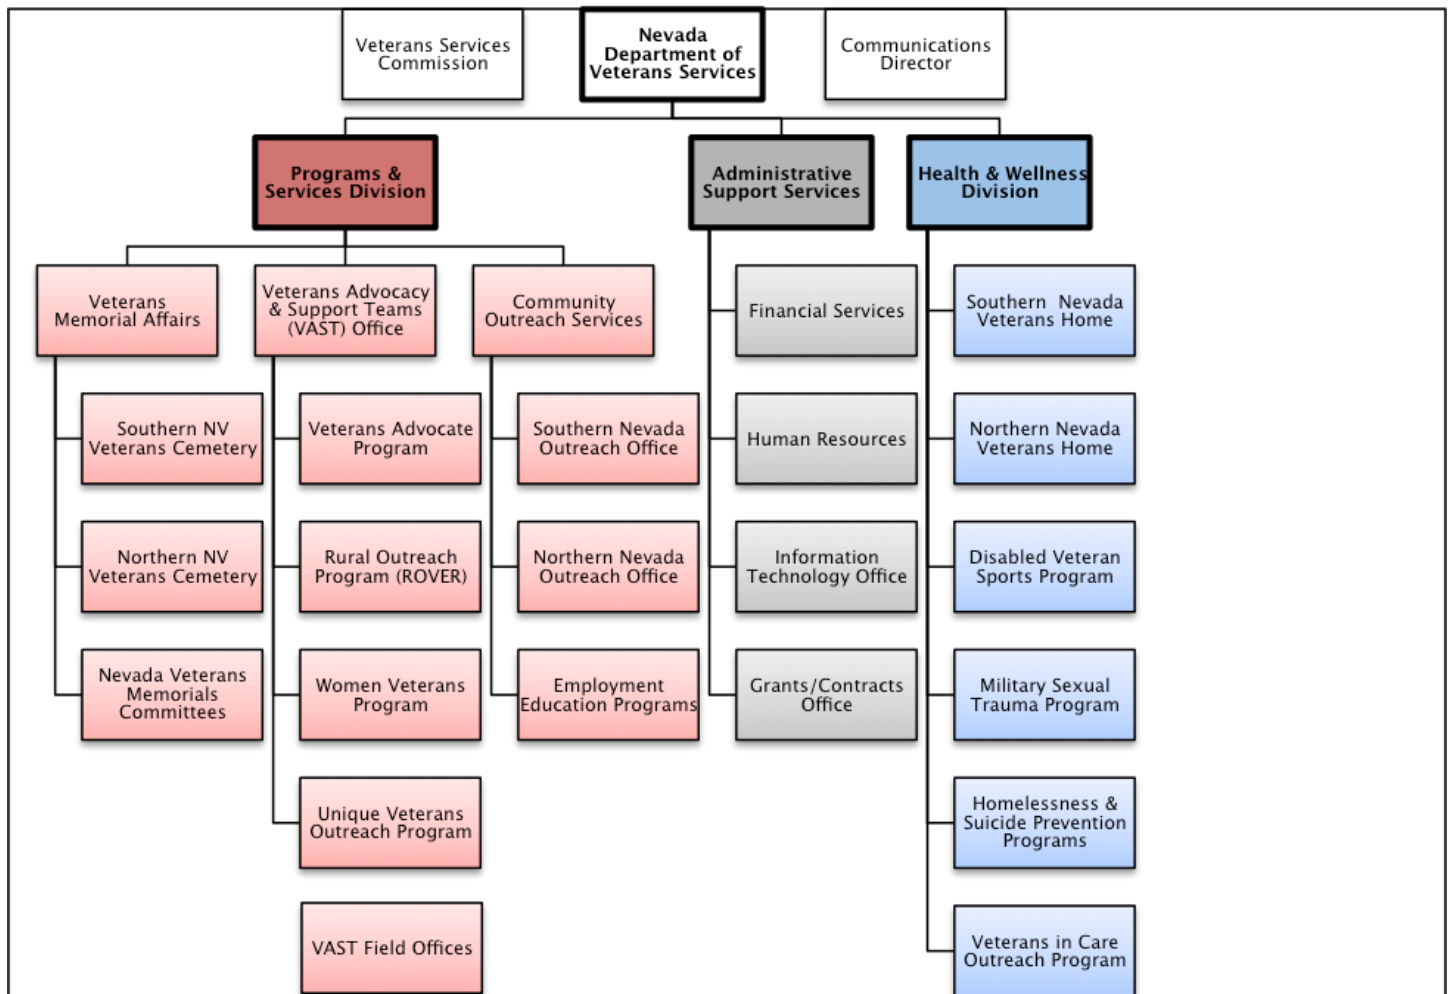 Veterans Services
Commission
Nevada
Department of
Veterans Services
Communications
Director
Programs &
Services Division
Administrative
Support Services
Health & Wellness
Division
Veterans
Memorial Affairs
Veterans Advocacy
& Support Teams
(VAST) Office
Community
Outreach Services
Financial Services
Southern Nevada
Veterans Home
Southern NV
Veterans Cemetery
Veterans Advocate
Program
Southern Nevada
Outreach Office
Human Resources
Northern Nevada
Veterans Home
Northern NV
Veterans Cemetery
Rural Outreach
Program (ROVER)
Northern Nevada
Outreach Office
Information
Technology Office
Disabled Veteran
Sports Program
Nevada Veterans
Memorials
Committees
Women Veterans
Program
Employment
Education Programs
Grants/Contracts
Office
Military Sexual
Trauma Program
Unique Veterans
Outreach Program
Homelessness &
Suicide Prevention
Programs
VAST Field Offices
Veterans in Care
Outreach Program